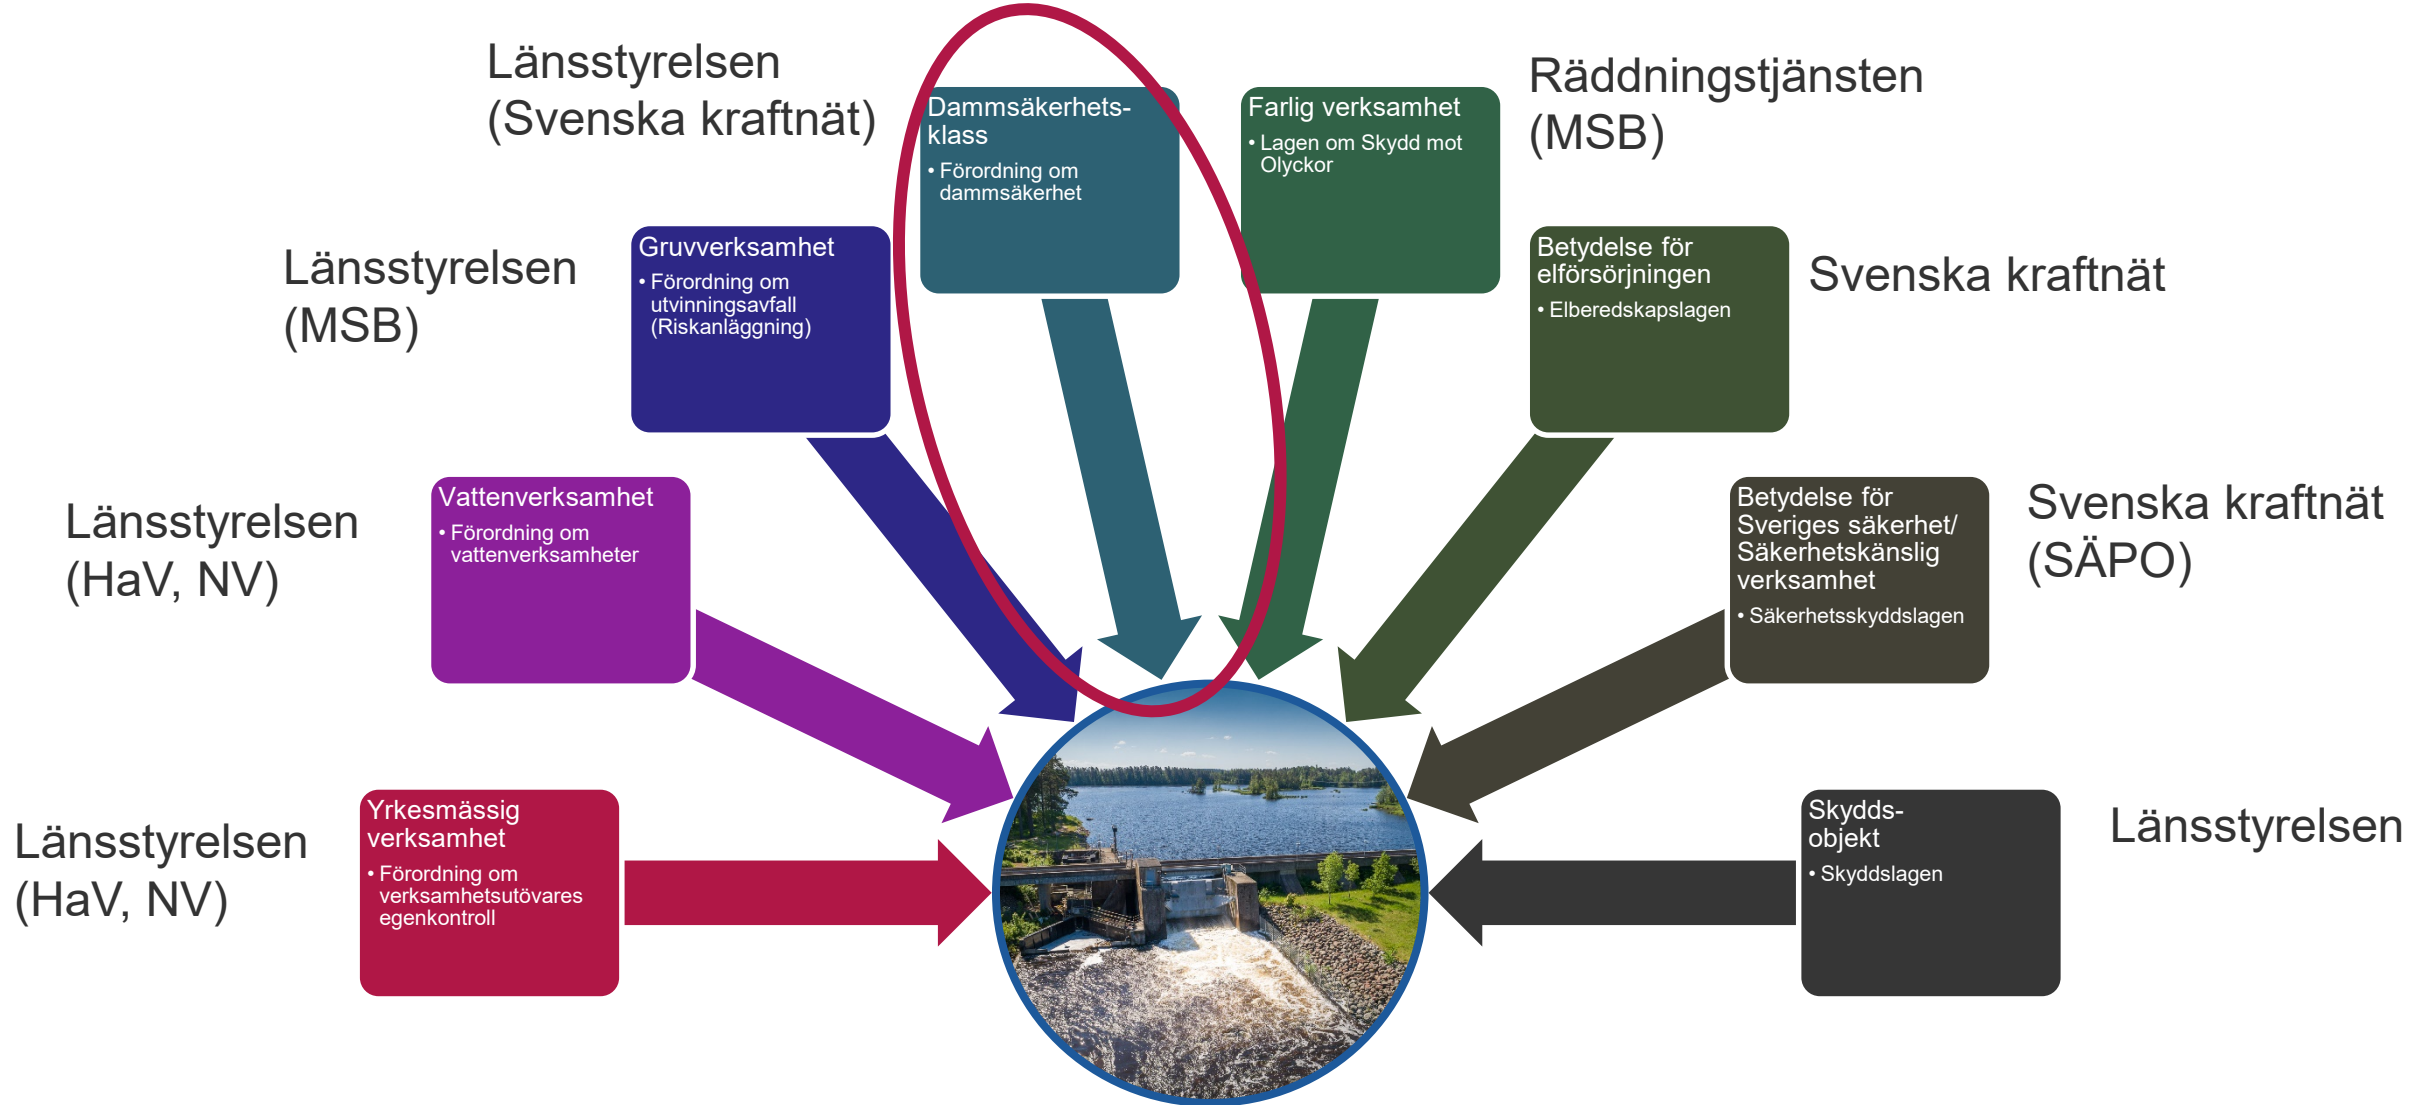 Länsstyrelsen
(Svenska kraftnät)
Dammsäkerhets-
klass
• Förordning om
dammsäkerhet
Farlig verksamhet
• Lagen om Skydd mot
Olyckor
Räddningstjänsten
(MSB)
Länsstyrelsen
(MSB)
Gruvverksamhet
• Förordning om
utvinningsavfall
(Riskanläggning)
Betydelse för
elförsörjningen
• Elberedskapslagen
Svenska kraftnät
Länsstyrelsen
(HaV, NV)
Vattenverksamhet
• Förordning om
vattenverksamheter
Betydelse för
Sveriges säkerhet/
Säkerhetskänslig
verksamhet
• Säkerhetsskyddslagen
Svenska kraftnät
(SÄPO)
Länsstyrelsen
(HaV, NV)
Yrkesmässig
verksamhet
• Förordning om
verksamhetsutövares
egenkontroll
Skydds-
objekt
• Skyddslagen
Länsstyrelsen